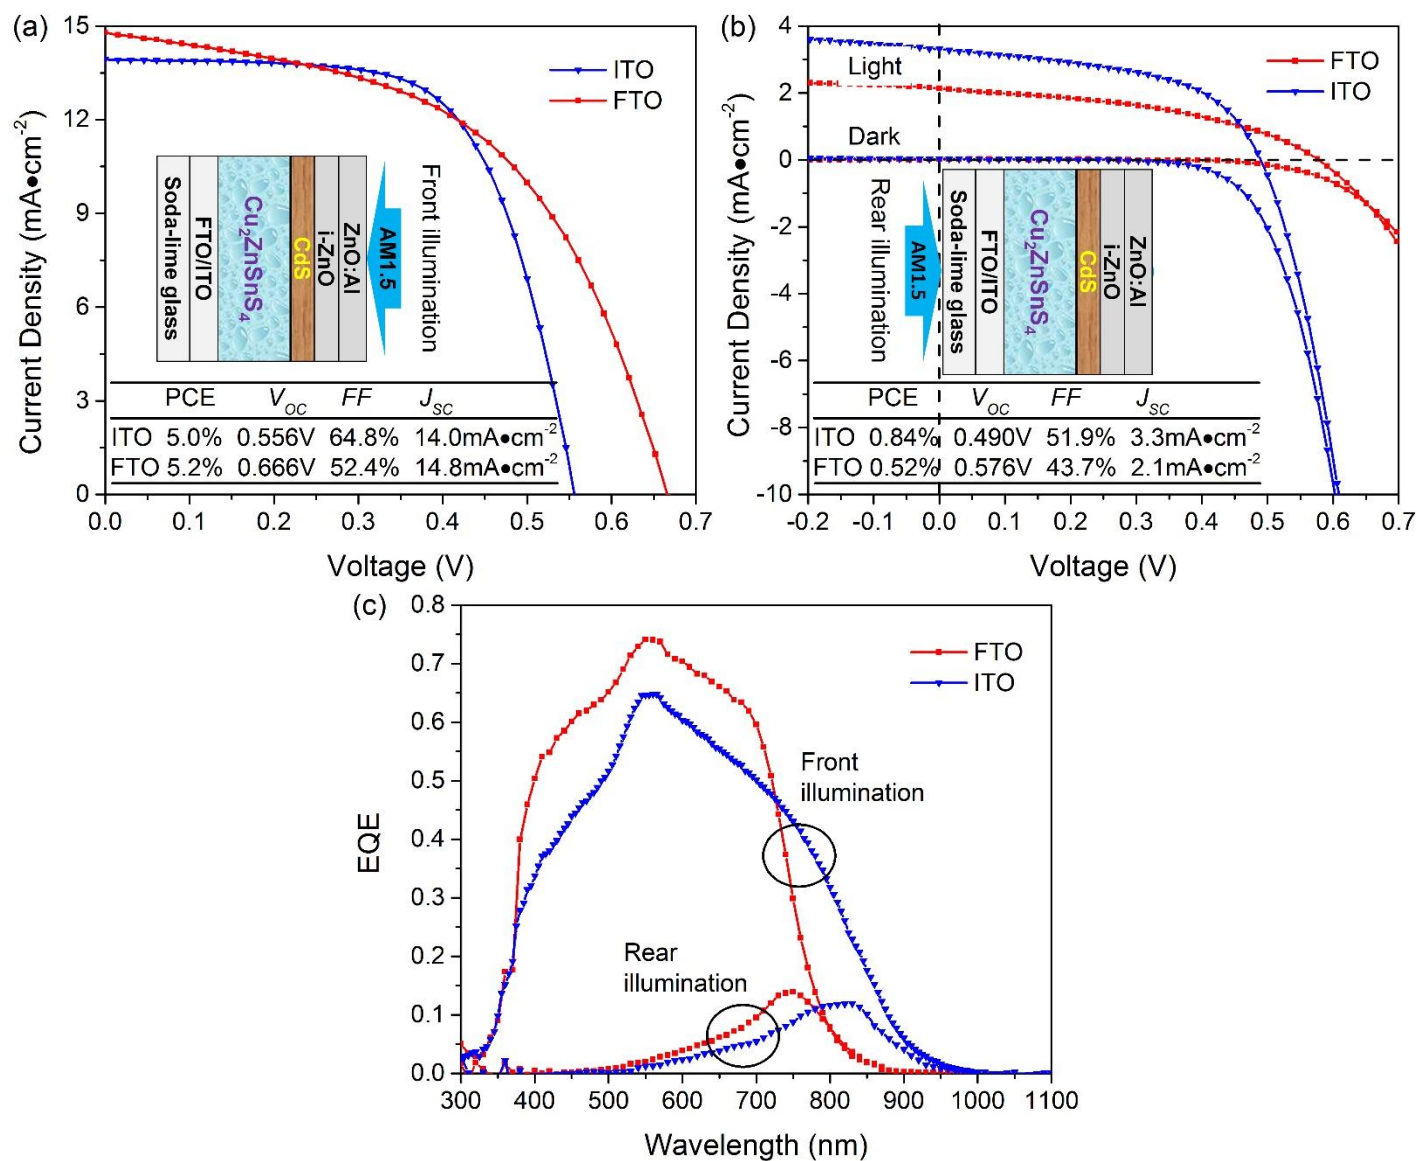 (a)
15
12
9
6
3
0
Current Density (mA•cm-2)
ITO
FTO
Soda-lime glass
FTO/ITO
Cu2ZnSnS4
CdS
i-ZnO
ZnO:Al
AM1.5
Front illumination
PCE VOC FF JSC
ITO 5.0% 0.556V 64.8% 14.0mA•cm-2
FTO 5.2% 0.666V 52.4% 14.8mA•cm-2
0.0 0.1 0.2 0.3 0.4 0.5 0.6 0.7
Voltage (V)
(b)
4
2
0
-2
-4
-6
-8
-10
Current Density (mA•cm-2)
FTO
ITO
Light
Dark
Rear illumination
AM1.5
Soda-lime glass
FTO/ITO
Cu2ZnSnS4
CdS
i-ZnO
ZnO:Al
PCE VOC FF JSC
ITO 0.84% 0.490V 51.9% 3.3mA•cm-2
FTO 0.52% 0.576V 43.7% 2.1mA•cm-2
-0.2 -0.1 0.0 0.1 0.2 0.3 0.4 0.5 0.6 0.7
Voltage (V)
(c)
0.8
0.7
0.6
0.5
0.4
0.3
0.2
0.1
0.0
EQE
FTO
ITO
Front
illumination
Rear
illumination
300 400 500 600 700 800 900 1000 1100
Wavelength (nm)